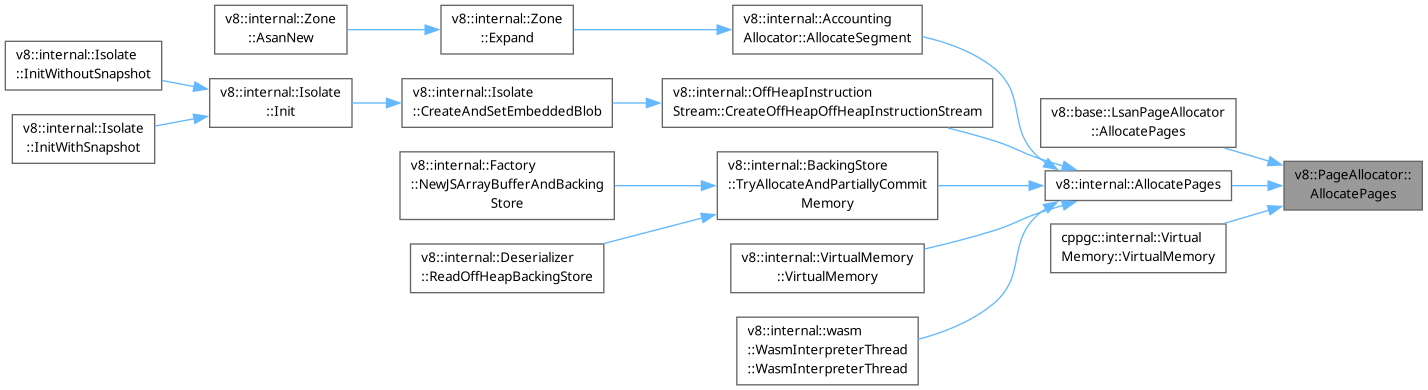 v8::internal::Zone
::AsanNew
v8::internal::Zone
::Expand
v8::internal::Accounting
Allocator::AllocateSegment
v8::internal::Isolate
::InitWithoutSnapshot
v8::internal::Isolate
::Init
v8::internal::Isolate
::CreateAndSetEmbeddedBlob
v8::internal::OffHeapInstruction
Stream::CreateOffHeapOffHeapInstructionStream
v8::base::LsanPageAllocator
::AllocatePages
v8::internal::Isolate
::InitWithSnapshot
v8::internal::Factory
::NewJSArrayBufferAndBacking
Store
v8::internal::BackingStore
::TryAllocateAndPartiallyCommit
Memory
v8::internal::AllocatePages
v8::PageAllocator::
AllocatePages
v8::internal::Deserializer
::ReadOffHeapBackingStore
v8::internal::VirtualMemory
::VirtualMemory
cppgc::internal::Virtual
Memory::VirtualMemory
v8::internal::wasm
::WasmInterpreterThread
::WasmInterpreterThread